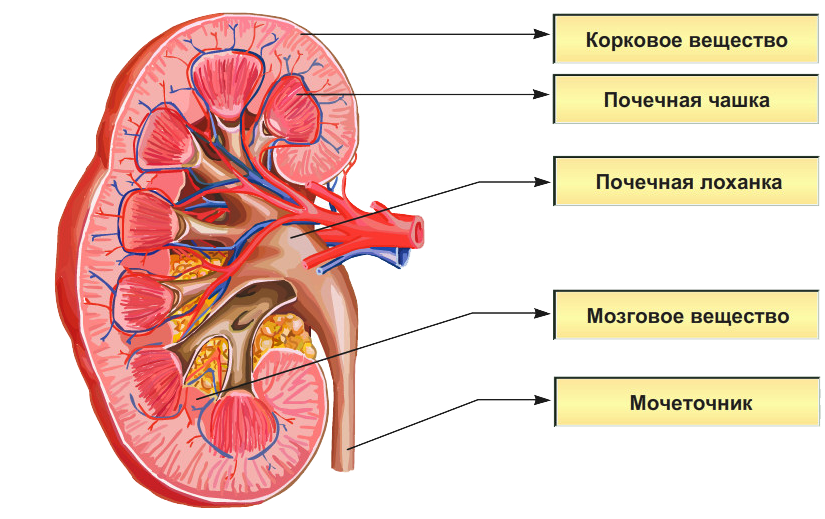 Корковое вещество
Почечная чашка
Почечная лоханка
Мозговое вещество
Мочеточник